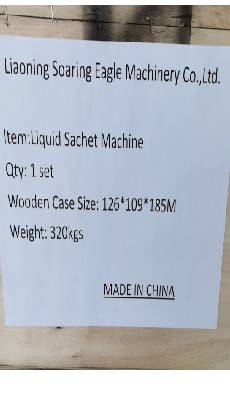 Liaoning Soaring Eagle Machinery Co.,Ltd.
Item:Liquid Sachet Machine
Qty: 1 set
Wooden Case Size: 126*109*185M
Weight: 320kgs
MADE IN CHINA